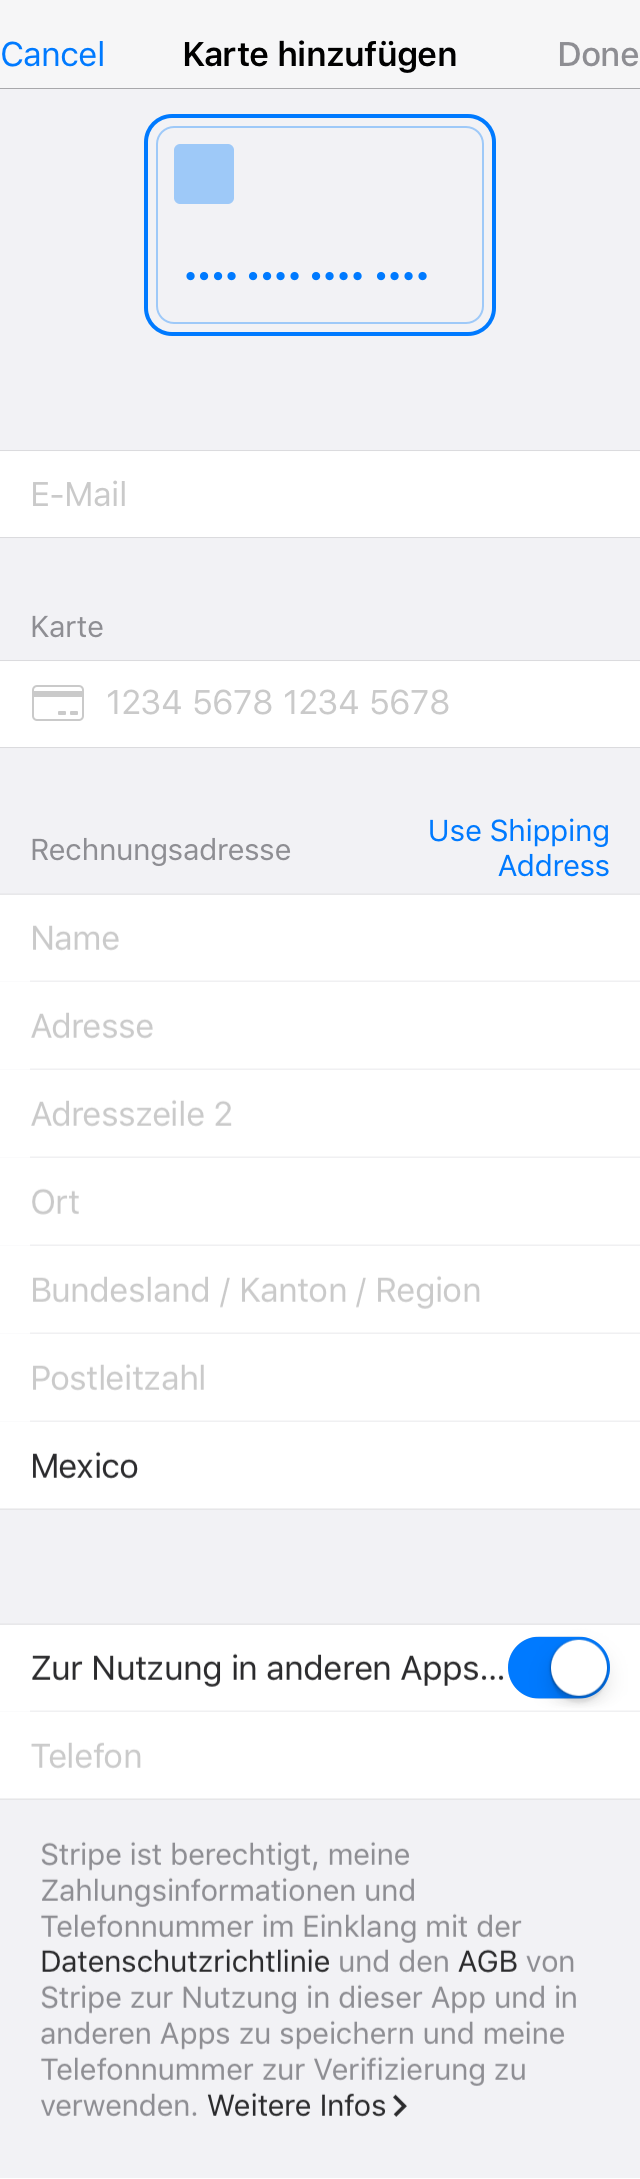 Cancel Karte hinzufügen Done
•••• •••• •••• ••••
E-Mail
Karte
1234 5678 1234 5678
Rechnungsadresse
Use Shipping
Address
Name
Adresse
Adresszeile 2
Ort
Bundesland / Kanton / Region
Postleitzahl
Mexico
Zur Nutzung in anderen Apps...
Telefon
Stripe ist berechtigt, meine
Zahlungsinformationen und
Telefonnummer im Einklang mit der
Datenschutzrichtlinie und den AGB von
Stripe zur Nutzung in dieser App und in
anderen Apps zu speichern und meine
Telefonnummer zur Verifizierung zu
verwenden. Weitere Infos >